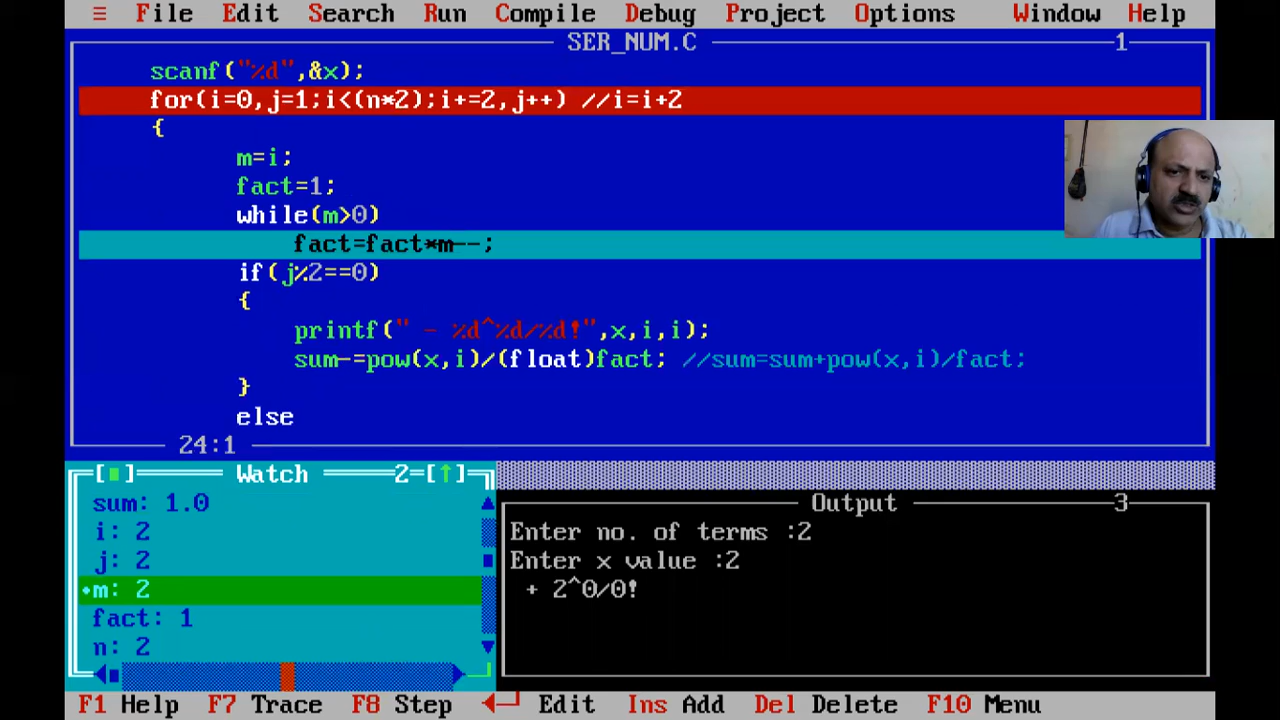 ≡ File Edit Search Run Compile Debug Project Options Window Help
SER_NUM.C 1
scanf("%d",&x);
for(i=0,j=1;i<(n*2);i+=2,j++) //i=i+2
{
m=i;
fact=1;
while(m>0)
fact=fact*m--;
if(j%2==0)
{
printf(" - %d^%d/%d!",x,i,i);
sum-=pow(x,i)/(float)fact; //sum=sum+pow(x,i)/fact;
}
else
24:1
[■] Watch 2=[↑]
sum: 1.0
i: 2
j: 2
•m: 2
fact: 1
n: 2
Output 3
Enter no. of terms :2
Enter x value :2
+ 2^0/0!
F1 Help F7 Trace F8 Step ←┘ Edit Ins Add Del Delete F10 Menu